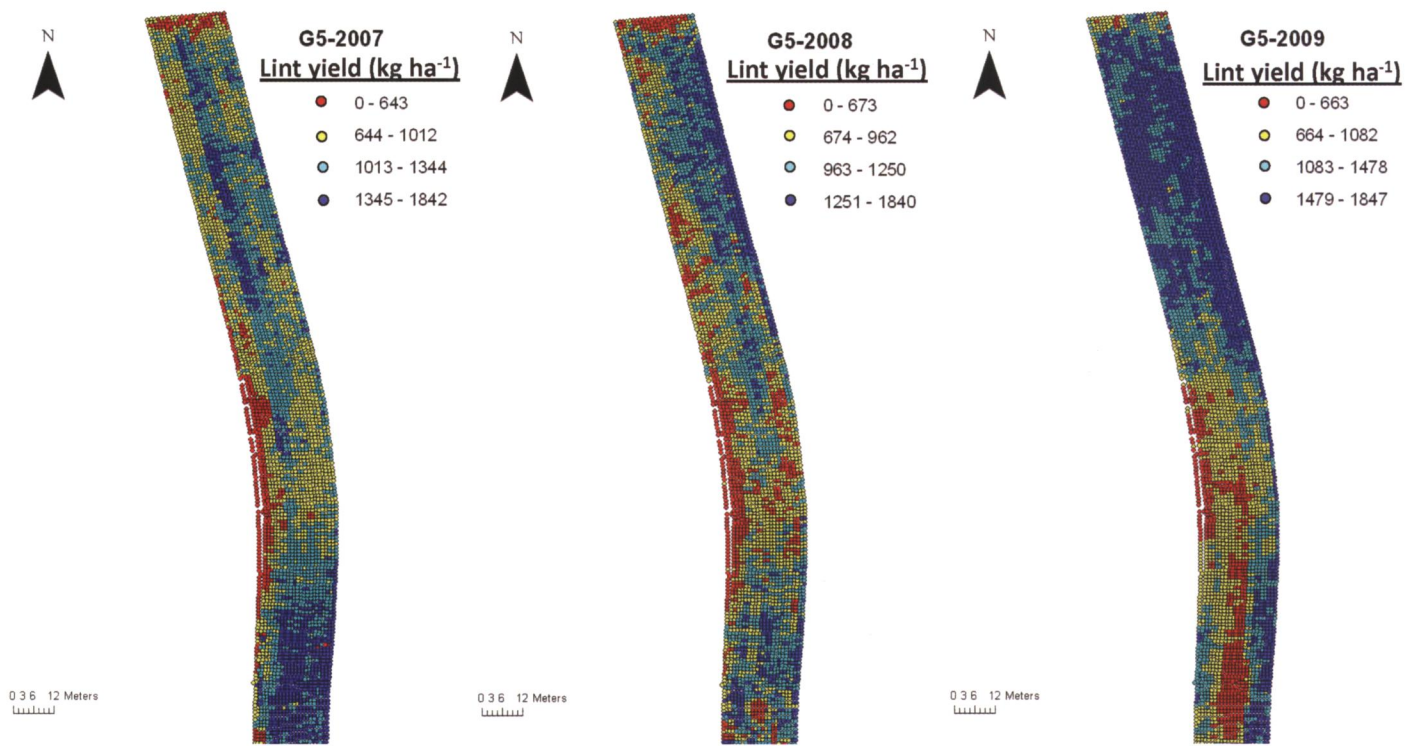 N
G5-2007
Lint yield (kg ha⁻¹)
0 - 643
644 - 1012
1013 - 1344
1345 - 1842
0 3 6 12 Meters
N
G5-2008
Lint yield (kg ha⁻¹)
0 - 673
674 - 962
963 - 1250
1251 - 1840
0 3 6 12 Meters
N
G5-2009
Lint yield (kg ha⁻¹)
0 - 663
664 - 1082
1083 - 1478
1479 - 1847
0 3 6 12 Meters